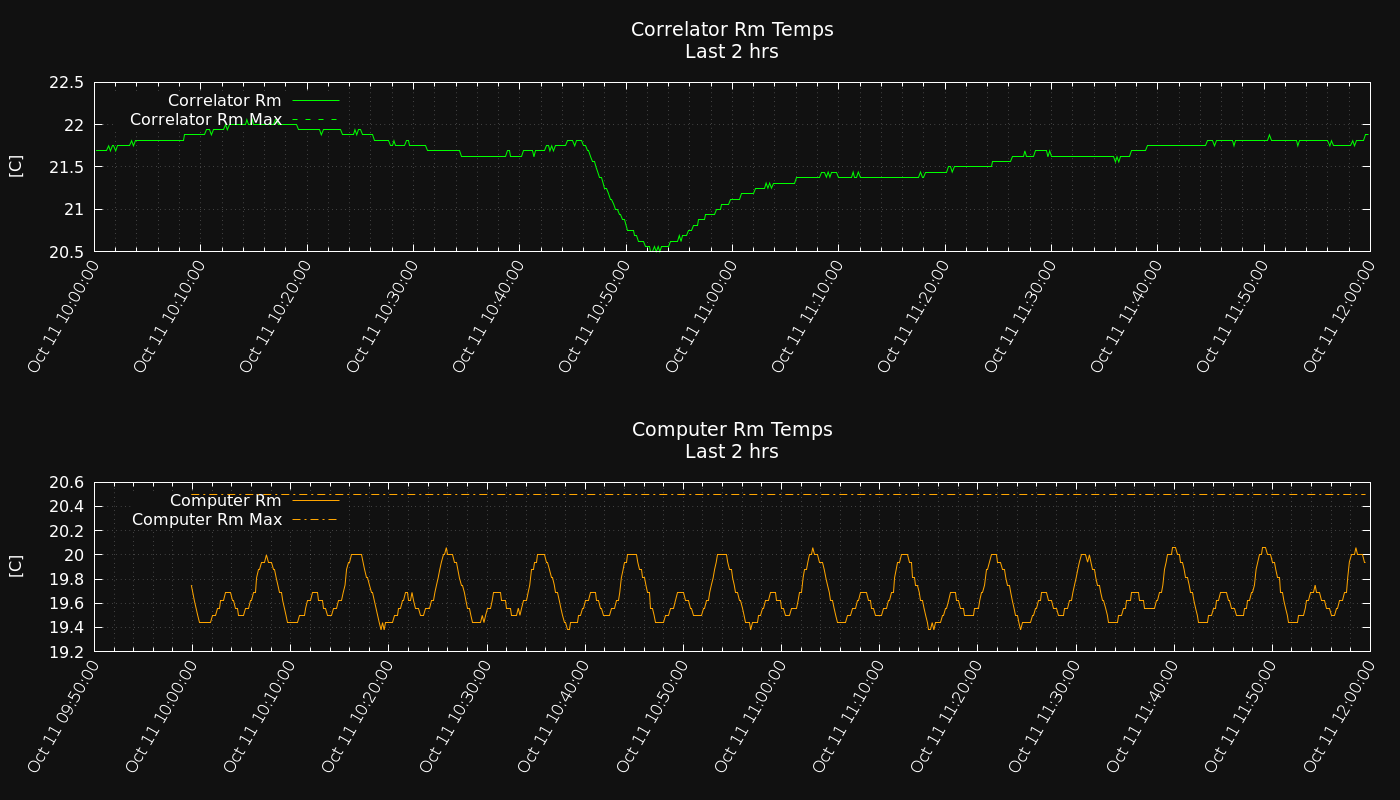 Correlator Rm Temps
Last 2 hrs
22.5
22
21.5
21
20.5
[C]
Correlator Rm
Correlator Rm Max
Oct 11 10:00:00
Oct 11 10:10:00
Oct 11 10:20:00
Oct 11 10:30:00
Oct 11 10:40:00
Oct 11 10:50:00
Oct 11 11:00:00
Oct 11 11:10:00
Oct 11 11:20:00
Oct 11 11:30:00
Oct 11 11:40:00
Oct 11 11:50:00
Oct 11 12:00:00
Computer Rm Temps
Last 2 hrs
20.6
20.4
20.2
20
19.8
19.6
19.4
19.2
[C]
Computer Rm
Computer Rm Max
Oct 11 09:50:00
Oct 11 10:00:00
Oct 11 10:10:00
Oct 11 10:20:00
Oct 11 10:30:00
Oct 11 10:40:00
Oct 11 10:50:00
Oct 11 11:00:00
Oct 11 11:10:00
Oct 11 11:20:00
Oct 11 11:30:00
Oct 11 11:40:00
Oct 11 11:50:00
Oct 11 12:00:00